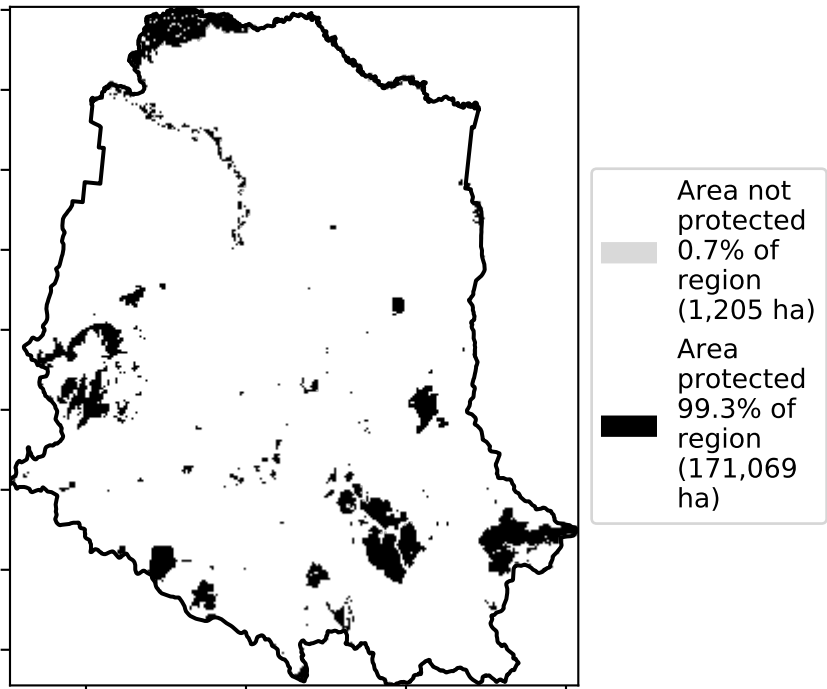 Area not
protected
0.7% of
region
(1,205 ha)
Area
protected
99.3% of
region
(171,069
ha)